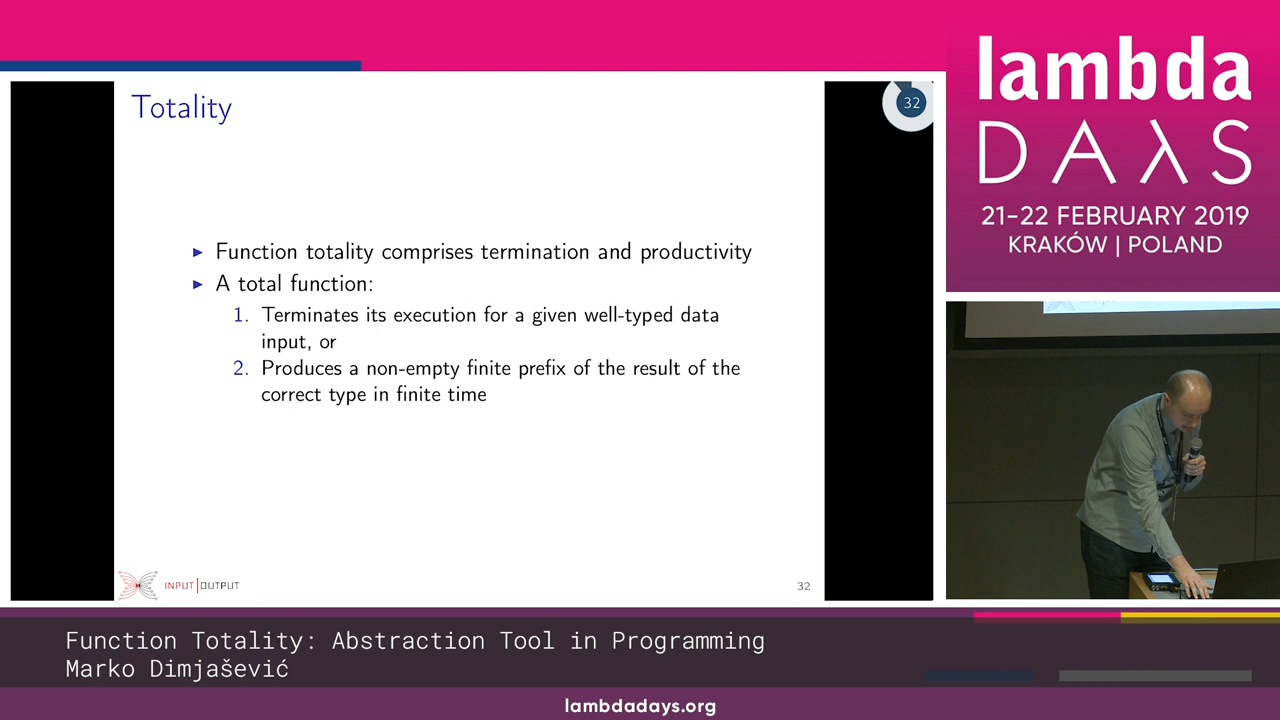 Totality
32
▶ Function totality comprises termination and productivity
▶ A total function:
1. Terminates its execution for a given well-typed data
input, or
2. Produces a non-empty finite prefix of the result of the
correct type in finite time
INPUT|OUTPUT
32
lambda
DAλS
21-22 FEBRUARY 2019
KRAKÓW | POLAND
Function Totality: Abstraction Tool in Programming
Marko Dimjašević
lambdadays.org